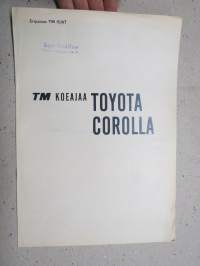 Eripainos TM 15/67
TM KOEAJAA TOYOTA
COROLLA